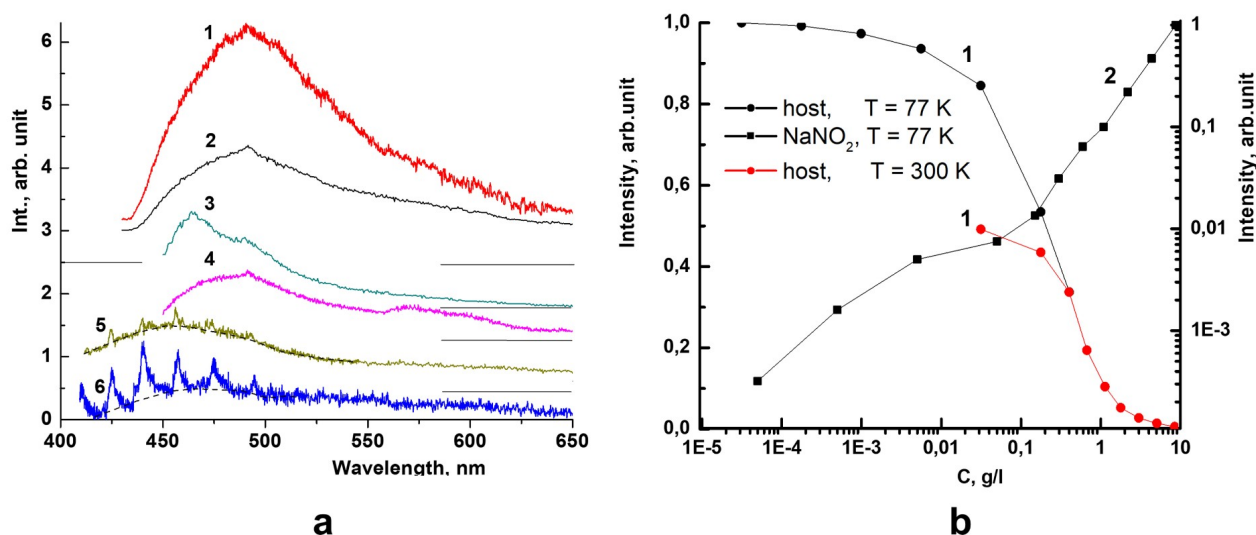 Int., arb. unit
6
5
4
3
2
1
0
1
2
3
4
5
6
400 450 500 550 600 650
Wavelength, nm
a
Intensity, arb.unit
1,0
0,8
0,6
0,4
0,2
0,0
1
2
host, T = 77 K
NaNO2, T = 77 K
host, T = 300 K
1
1E-5 1E-4 1E-3 0,01 0,1 1 10
C, g/l
1
0,1
0,01
1E-3
Intensity, arb.unit
b